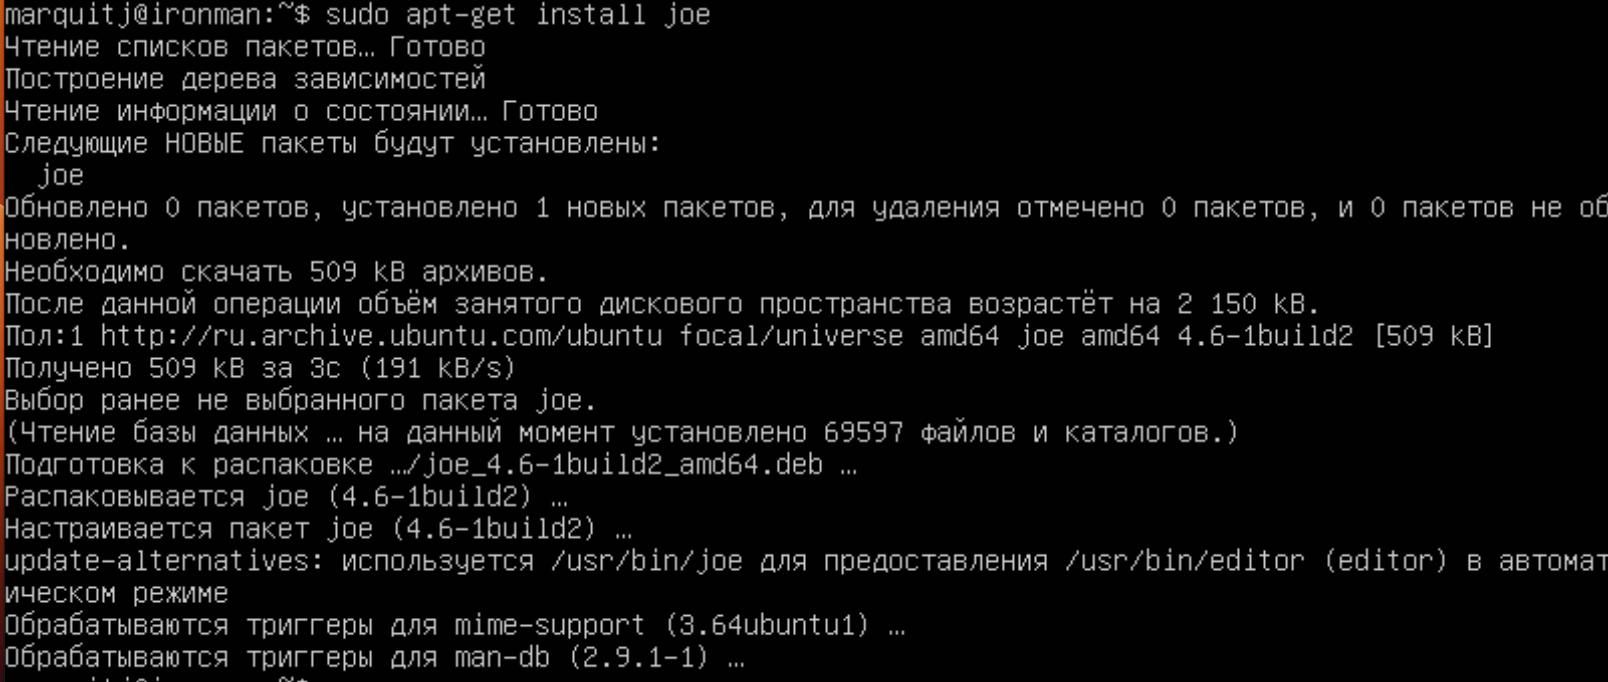 marquitj@ironman:~$ sudo apt-get install joe
Чтение списков пакетов… Готово
Построение дерева зависимостей
Чтение информации о состоянии… Готово
Следующие НОВЫЕ пакеты будут установлены:
  joe
Обновлено 0 пакетов, установлено 1 новых пакетов, для удаления отмечено 0 пакетов, и 0 пакетов не об
новлено.
Необходимо скачать 509 kB архивов.
После данной операции объём занятого дискового пространства возрастёт на 2 150 kB.
Пол:1 http://ru.archive.ubuntu.com/ubuntu focal/universe amd64 joe amd64 4.6-1build2 [509 kB]
Получено 509 kB за 3с (191 kB/s)
Выбор ранее не выбранного пакета joe.
(Чтение базы данных … на данный момент установлено 69597 файлов и каталогов.)
Подготовка к распаковке …/joe_4.6-1build2_amd64.deb …
Распаковывается joe (4.6-1build2) …
Настраивается пакет joe (4.6-1build2) …
update-alternatives: используется /usr/bin/joe для предоставления /usr/bin/editor (editor) в автомат
ическом режиме
Обрабатываются триггеры для mime-support (3.64ubuntu1) …
Обрабатываются триггеры для man-db (2.9.1-1) …